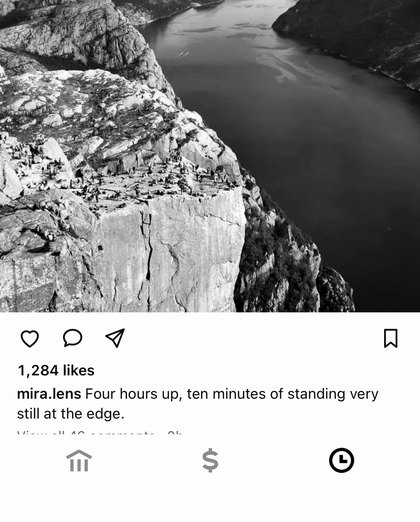 1,284 likes
mira.lens Four hours up, ten minutes of standing very
still at the edge.